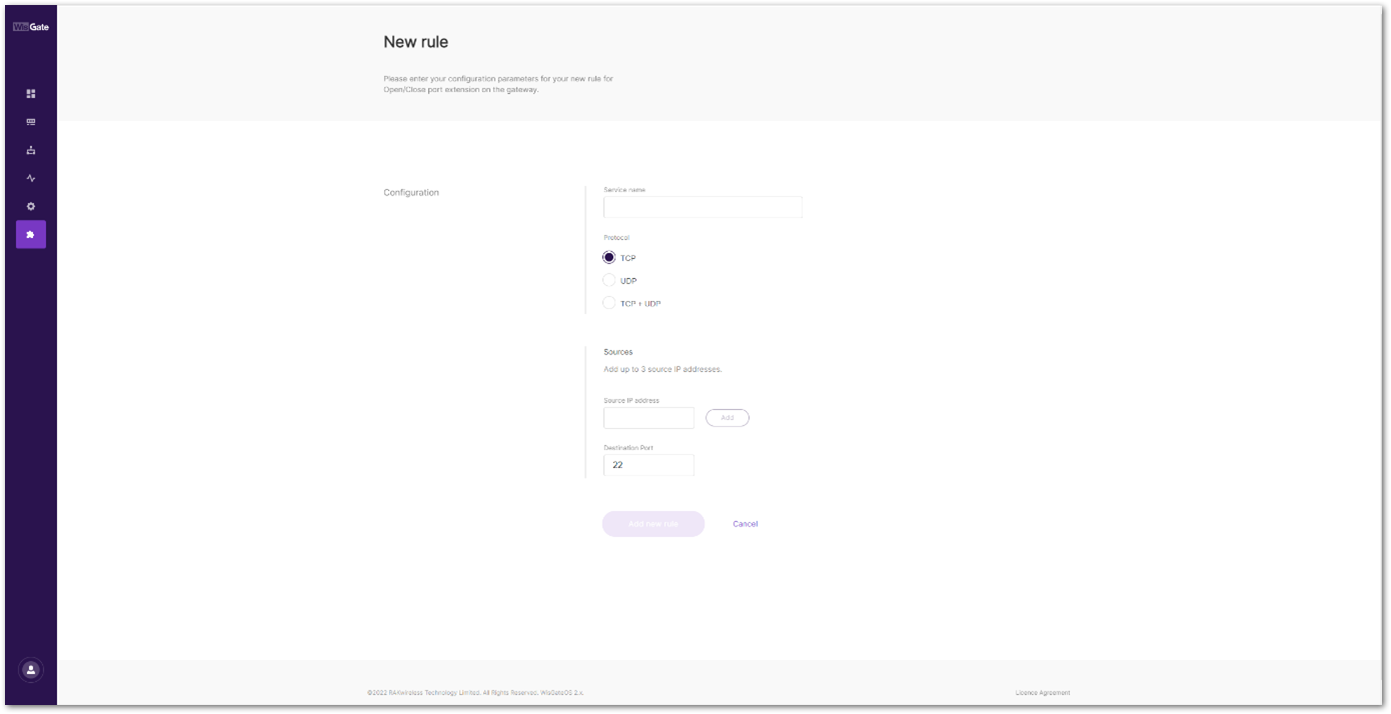 WisGate
New rule
Please enter your configuration parameters for your new rule for
Open/Close port extension on the gateway.
Configuration
Service name
Protocol
TCP
UDP
TCP + UDP
Sources
Add up to 3 source IP addresses.
Source IP address
Add
Destination Port
22
Add new rule
Cancel
©2022 RAKwireless Technology Limited. All Rights Reserved. WisGateOS 2.x.
Licence Agreement